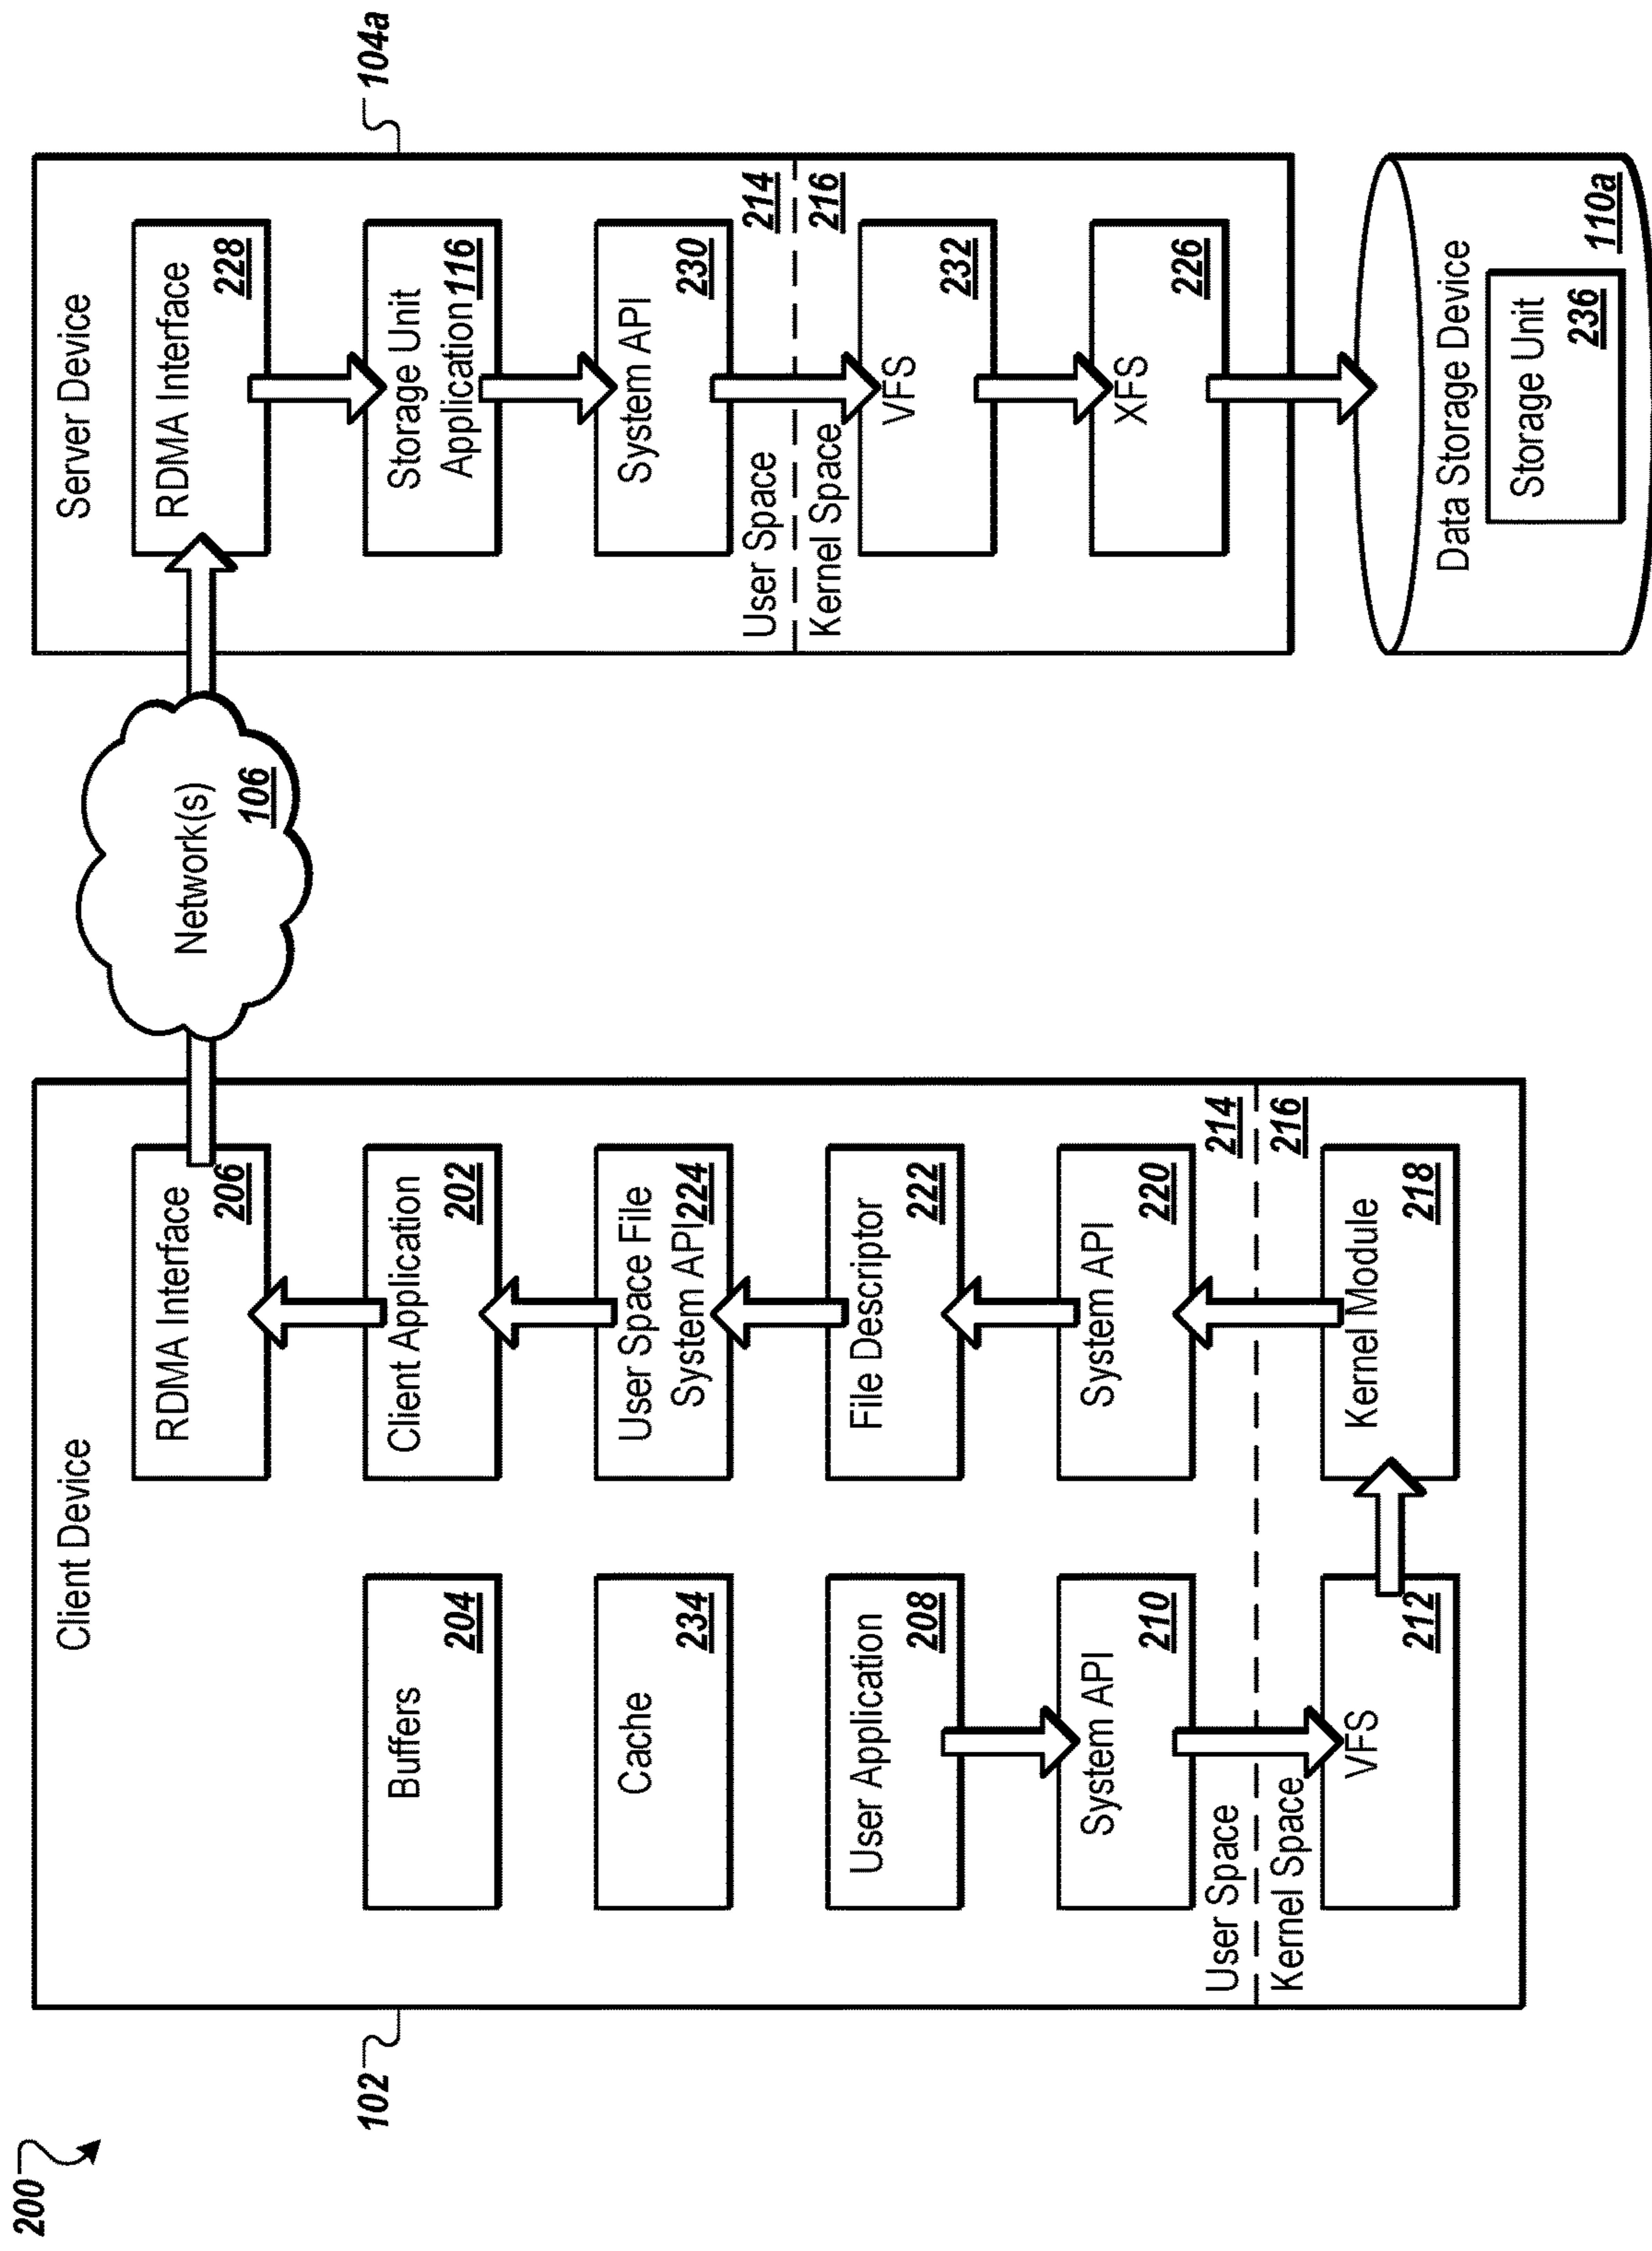 200
Client Device
102
Buffers
204
Cache
234
User Application
208
System API
210
User Space
Kernel Space
VFS
212
RDMA Interface
206
Client Application
202
User Space File
System API
224
File Descriptor
222
System API
220
214
216
Kernel Module
218
Network(s)
106
Server Device
104a
RDMA Interface
228
Storage Unit
Application
116
System API
230
User Space
214
Kernel Space
216
VFS
232
XFS
226
Data Storage Device
Storage Unit
236
110a